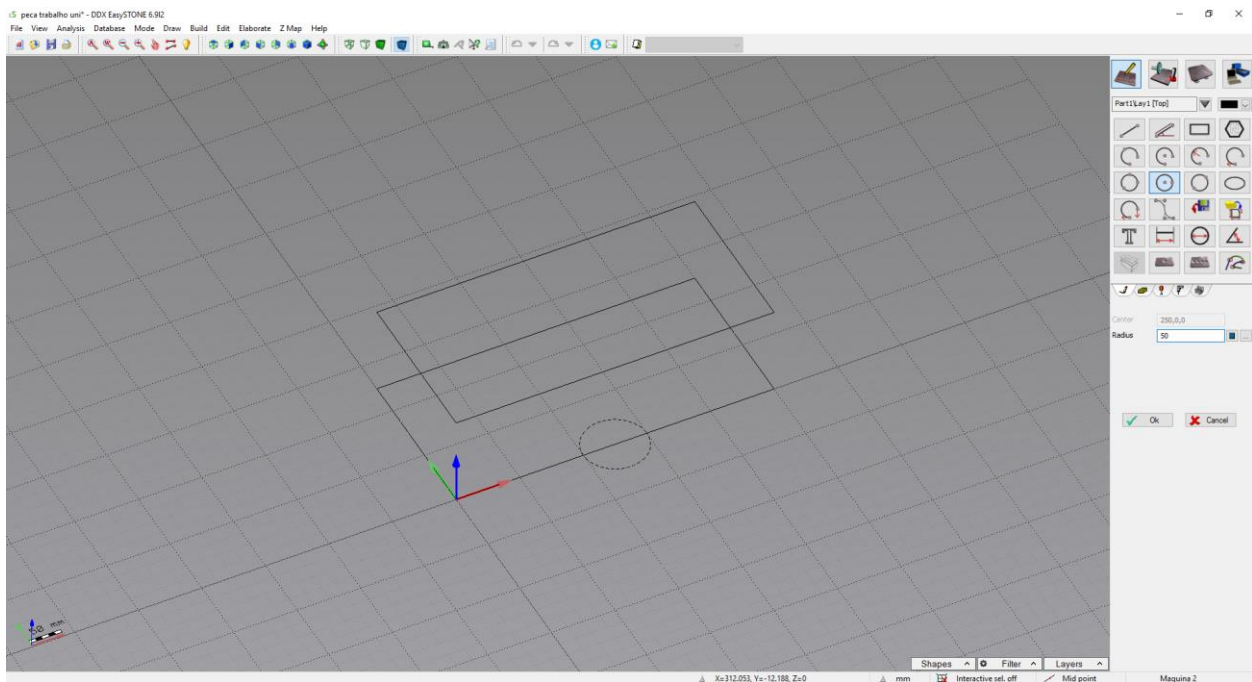 peca trabalho uni* - DDX EasySTONE 6.9I2
File View Analysis Database Mode Draw Build Edit Elaborate Z Map Help
Part1\Lay1 [Top]
Center 250,0,0
Radius 50
Ok Cancel
50 mm
Shapes Filter Layers
X=312.053, Y=-12.188, Z=0 mm Interactive sel. off Mid point Maquina 2